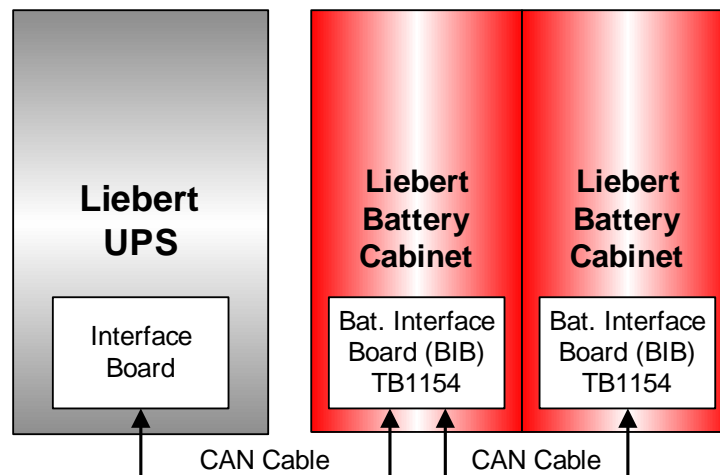 Liebert
UPS
Interface
Board
Liebert
Battery
Cabinet
Bat. Interface
Board (BIB)
TB1154
Liebert
Battery
Cabinet
Bat. Interface
Board (BIB)
TB1154
CAN Cable
CAN Cable